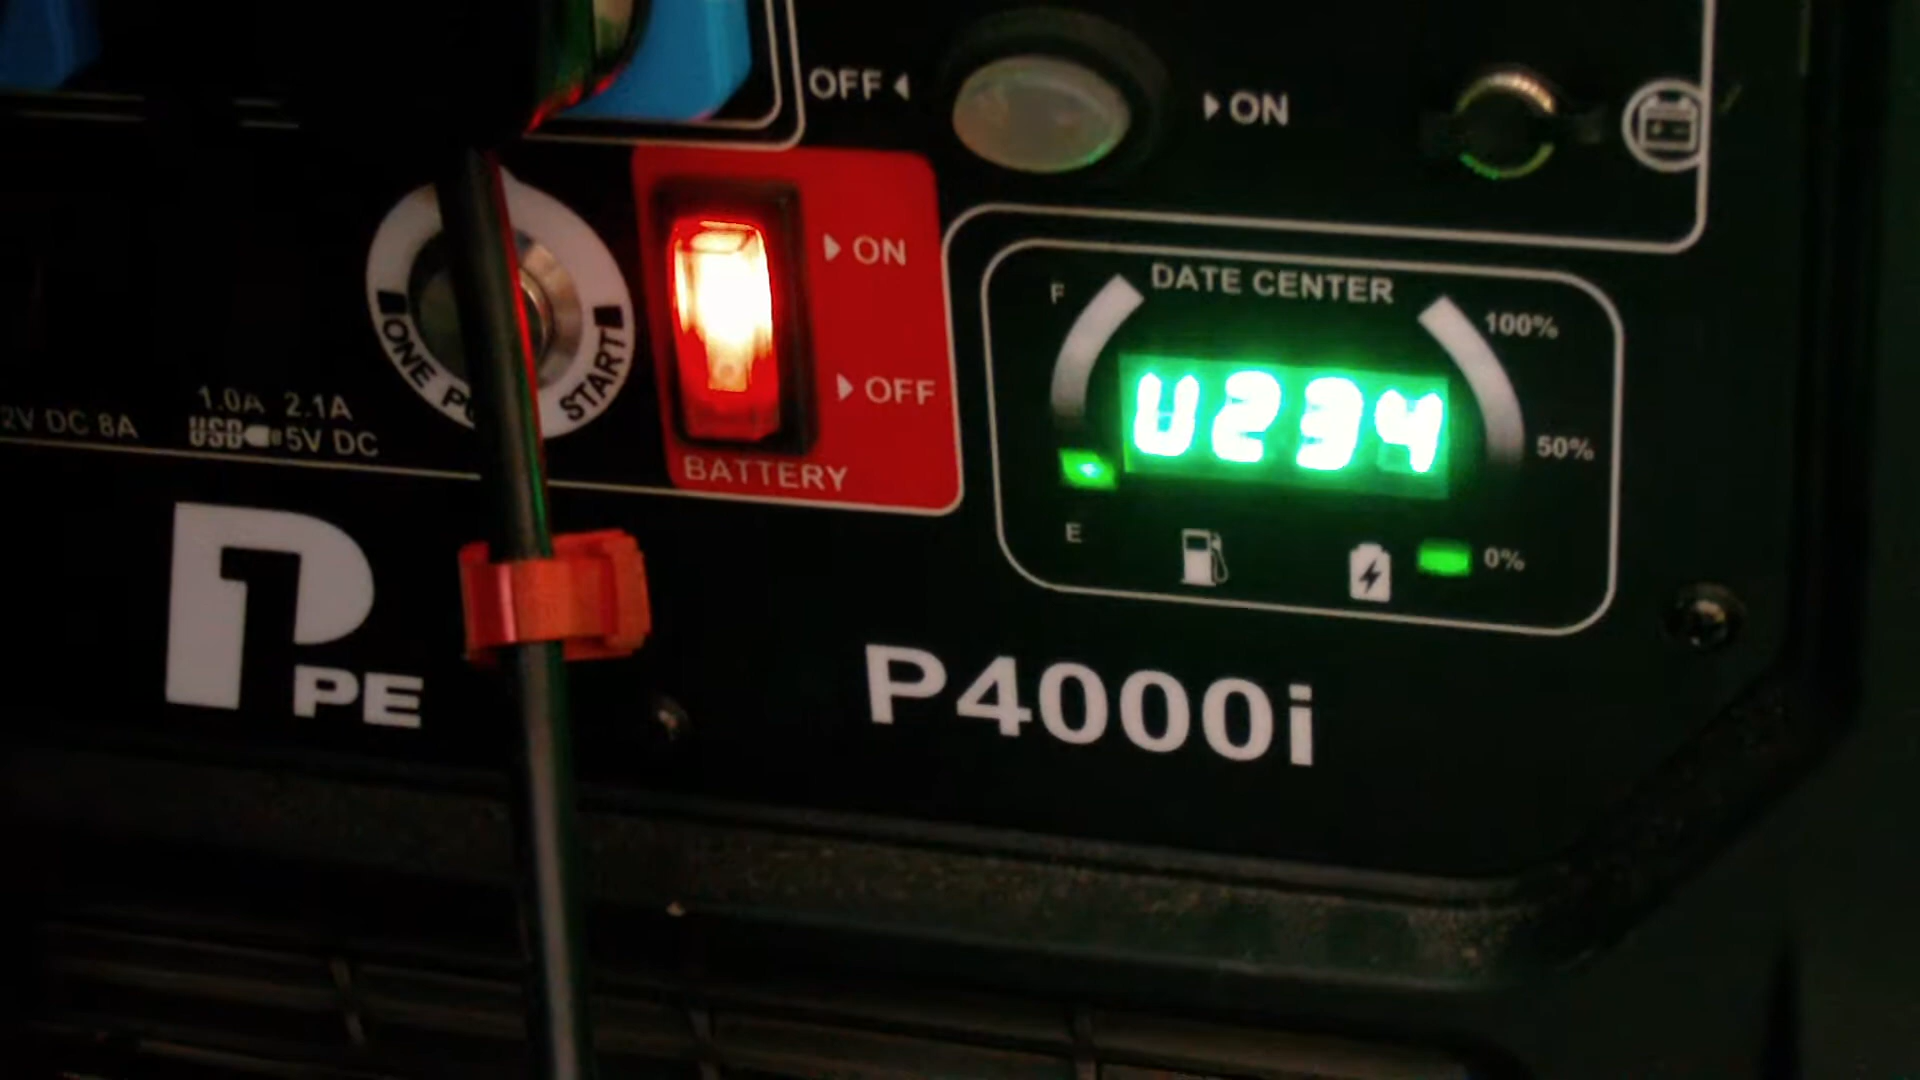 OFF
ON
ON
OFF
BATTERY
START
ONE
1.0A 2.1A
2V DC 8A
USB 5V DC
DATE CENTER
F
100%
U234
50%
E
0%
PE
P4000i